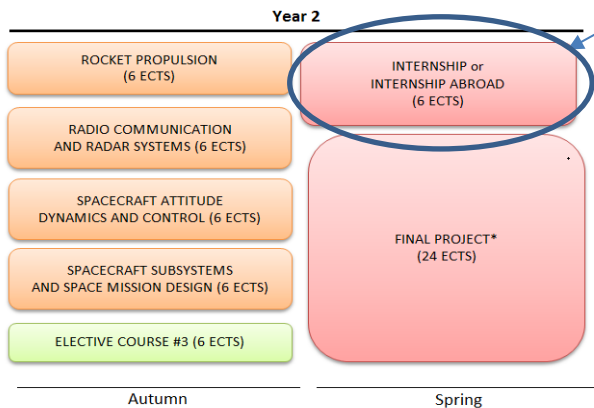 Year 2
ROCKET PROPULSION
(6 ECTS)
RADIO COMMUNICATION
AND RADAR SYSTEMS (6 ECTS)
SPACECRAFT ATTITUDE
DYNAMICS AND CONTROL (6 ECTS)
SPACECRAFT SUBSYSTEMS
AND SPACE MISSION DESIGN (6 ECTS)
ELECTIVE COURSE #3 (6 ECTS)
Autumn
INTERNSHIP or
INTERNSHIP ABROAD
(6 ECTS)
FINAL PROJECT*
(24 ECTS)
Spring